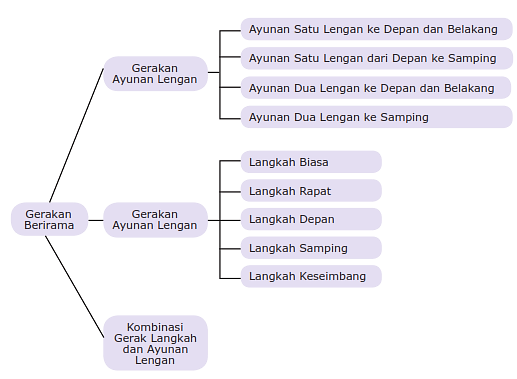 Ayunan Satu Lengan ke Depan dan Belakang
Gerakan
Ayunan Lengan
Ayunan Satu Lengan dari Depan ke Samping
Ayunan Dua Lengan ke Depan dan Belakang
Ayunan Dua Lengan ke Samping
Gerakan
Berirama
Gerakan
Ayunan Lengan
Langkah Biasa
Langkah Rapat
Langkah Depan
Langkah Samping
Langkah Keseimbang
Kombinasi
Gerak Langkah
dan Ayunan
Lengan